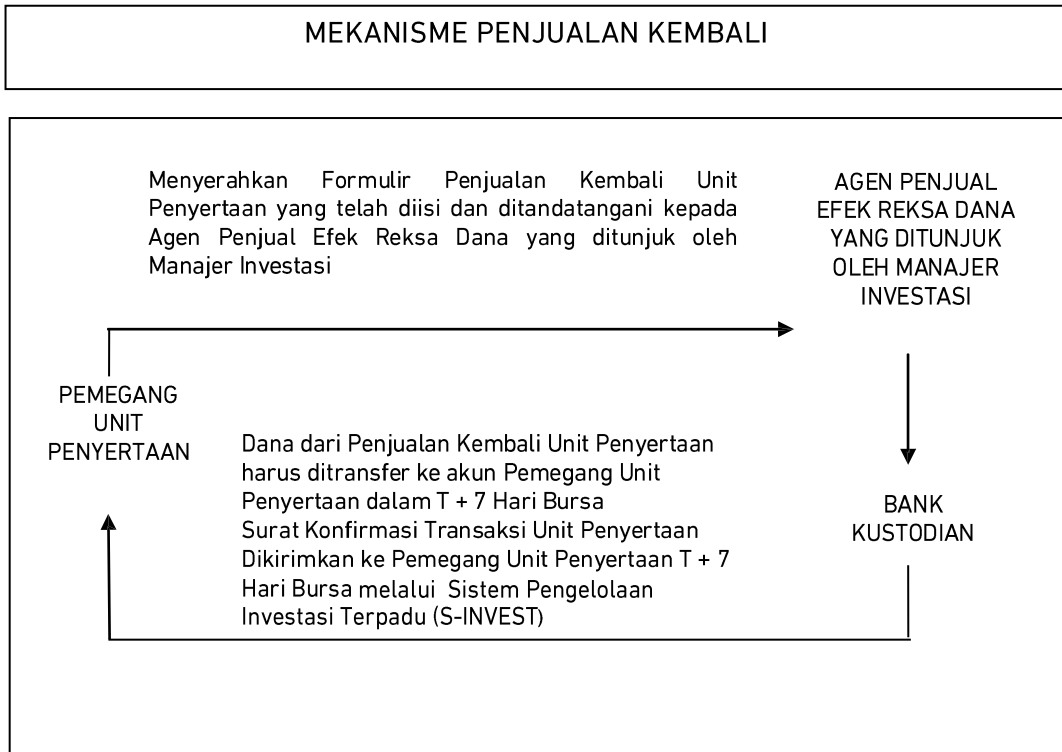 MEKANISME PENJUALAN KEMBALI
Menyerahkan Formulir Penjualan Kembali Unit
Penyertaan yang telah diisi dan ditandatangani kepada
Agen Penjual Efek Reksa Dana yang ditunjuk oleh
Manajer Investasi
AGEN PENJUAL
EFEK REKSA DANA
YANG DITUNJUK
OLEH MANAJER
INVESTASI
PEMEGANG
UNIT
PENYERTAAN
Dana dari Penjualan Kembali Unit Penyertaan
harus ditransfer ke akun Pemegang Unit
Penyertaan dalam T + 7 Hari Bursa
Surat Konfirmasi Transaksi Unit Penyertaan
Dikirimkan ke Pemegang Unit Penyertaan T + 7
Hari Bursa melalui Sistem Pengelolaan
Investasi Terpadu (S-INVEST)
BANK
KUSTODIAN